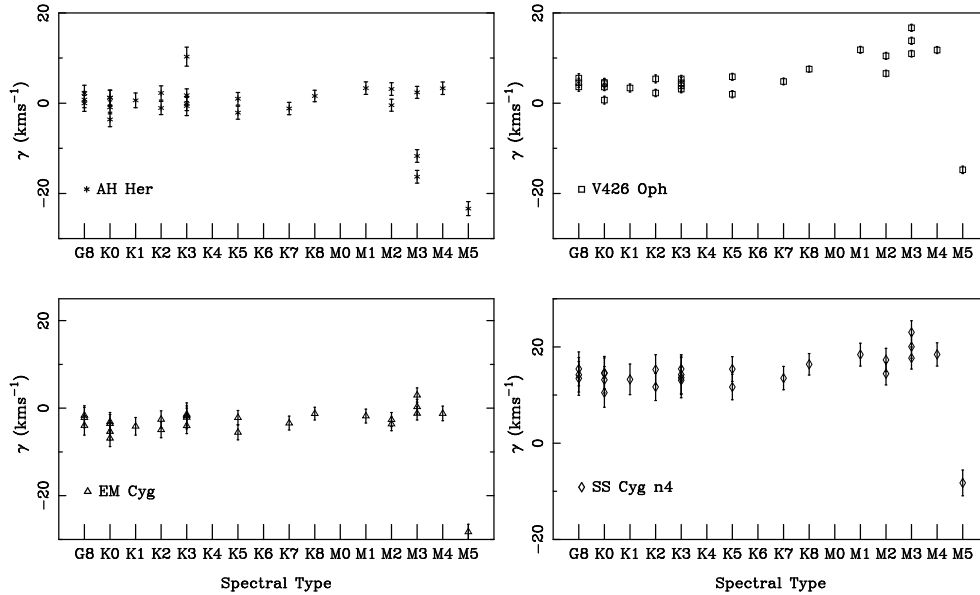 20
0
−20
γ (kms⁻¹)
AH Her
G8 K0 K1 K2 K3 K4 K5 K6 K7 K8 M0 M1 M2 M3 M4 M5
20
0
−20
γ (kms⁻¹)
V426 Oph
G8 K0 K1 K2 K3 K4 K5 K6 K7 K8 M0 M1 M2 M3 M4 M5
20
0
−20
γ (kms⁻¹)
EM Cyg
G8 K0 K1 K2 K3 K4 K5 K6 K7 K8 M0 M1 M2 M3 M4 M5
Spectral Type
20
0
−20
γ (kms⁻¹)
SS Cyg n4
G8 K0 K1 K2 K3 K4 K5 K6 K7 K8 M0 M1 M2 M3 M4 M5
Spectral Type